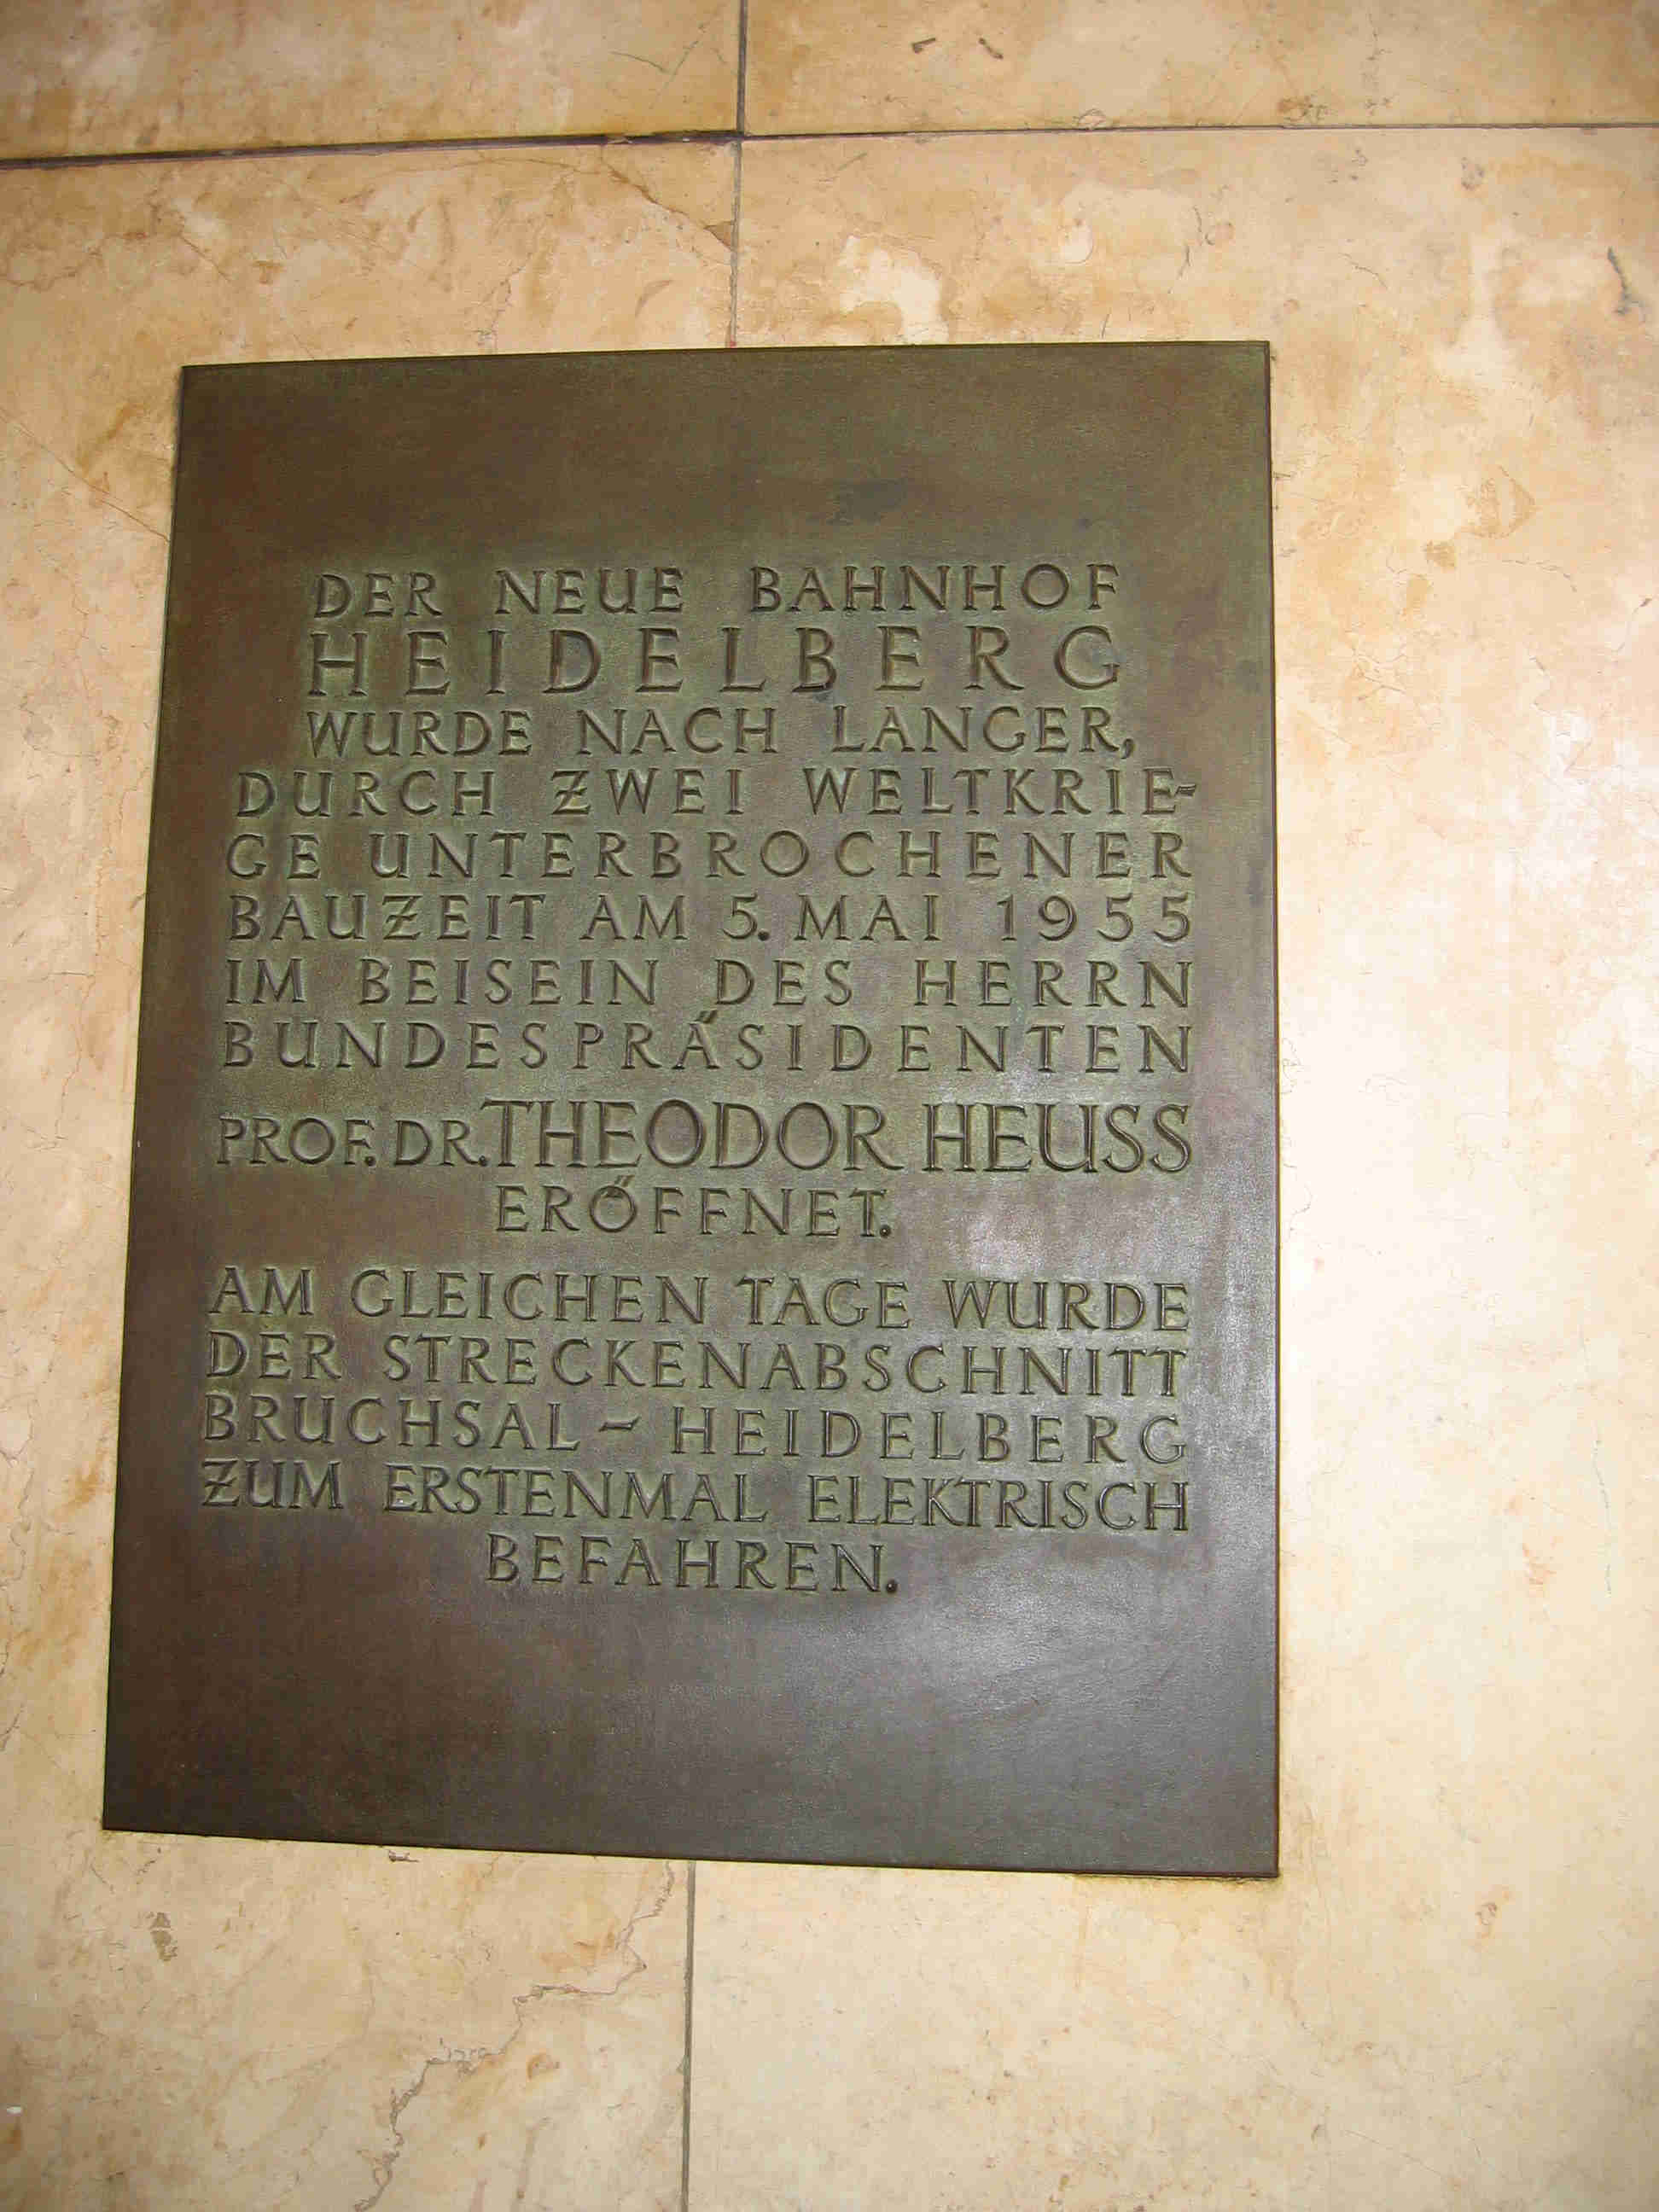 DER NEUE BAHNHOF
HEIDELBERG
WURDE NACH LANGER,
DURCH ZWEI WELTKRIE-
GE UNTERBROCHENER
BAUZEIT AM 5. MAI 1955
IM BEISEIN DES HERRN
BUNDESPRÄSIDENTEN
PROF. DR. THEODOR HEUSS
ERÖFFNET.
AM GLEICHEN TAGE WURDE
DER STRECKENABSCHNITT
BRUCHSAL - HEIDELBERG
ZUM ERSTENMAL ELEKTRISCH
BEFAHREN.